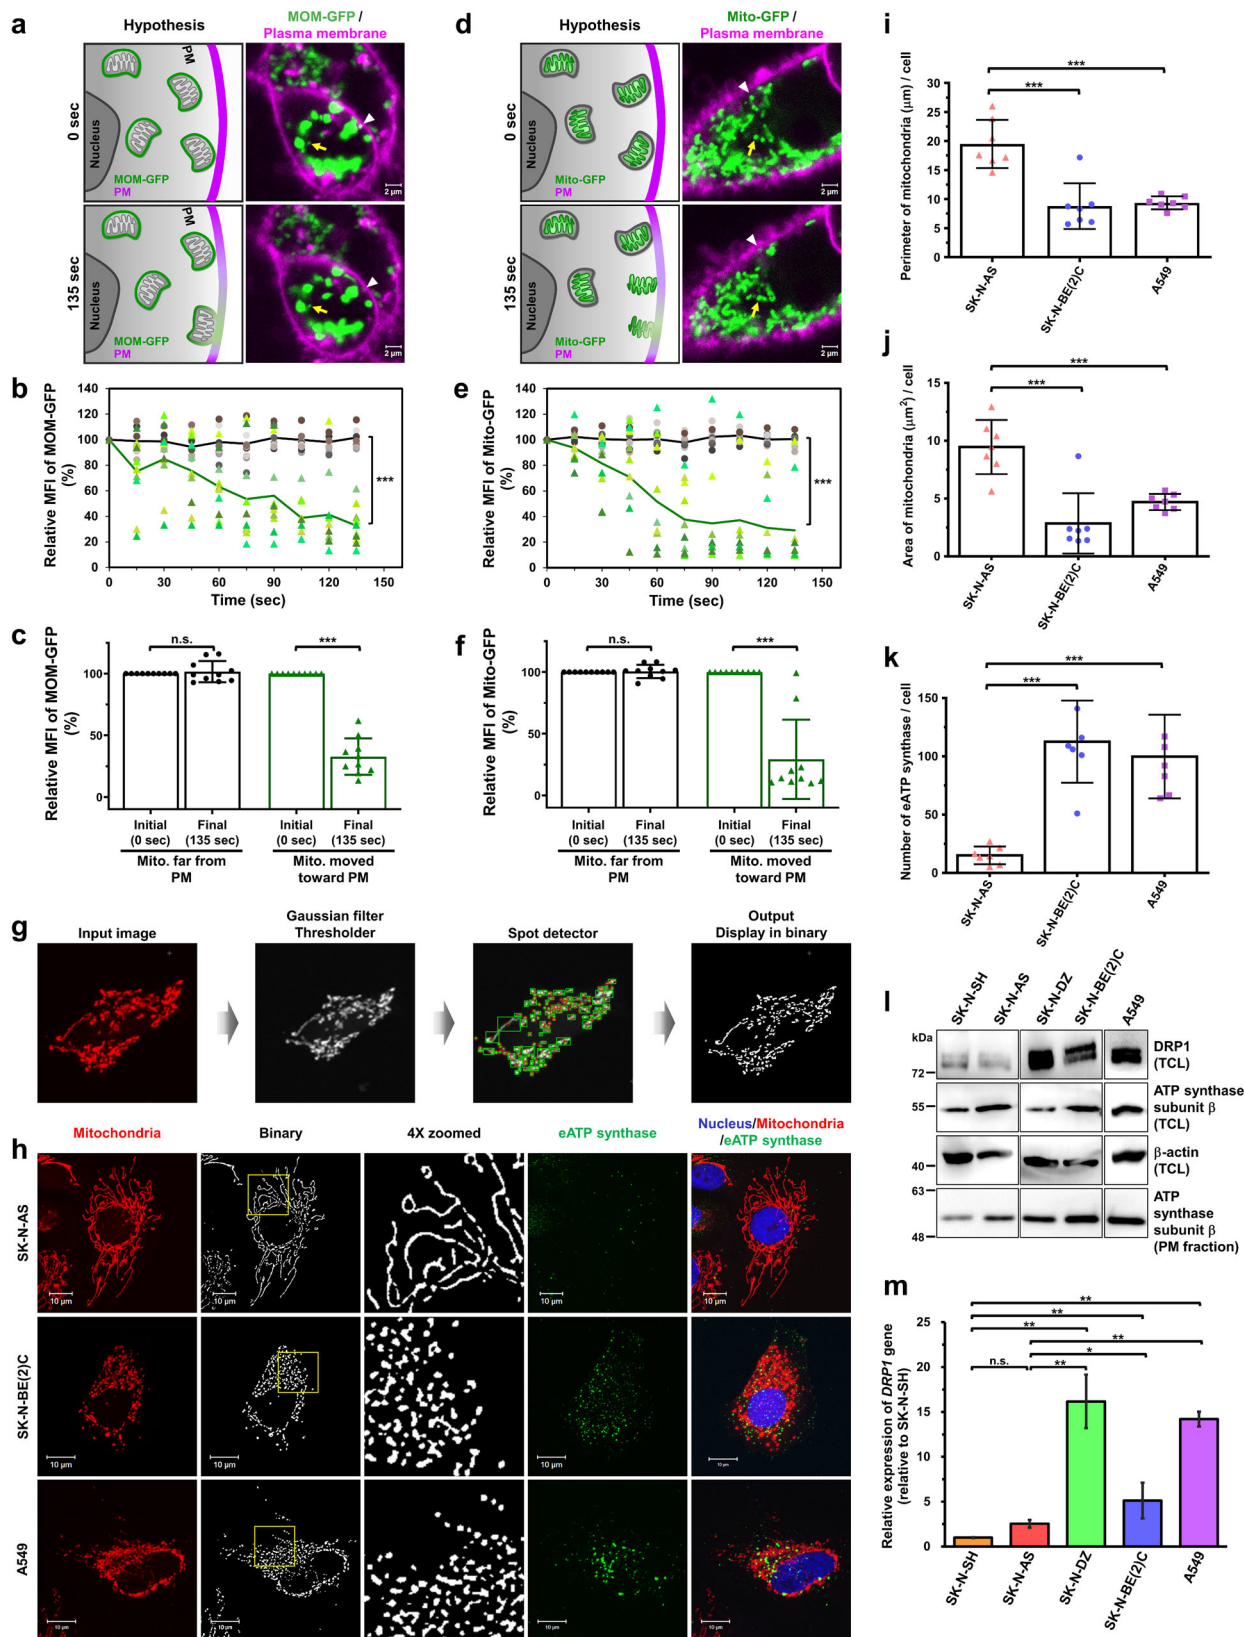 a
Hypothesis
MOM-GFP /
Plasma membrane
0 sec
PM
Nucleus
MOM-GFP
PM
2 µm
135 sec
PM
Nucleus
MOM-GFP
PM
2 µm
d
Hypothesis
Mito-GFP /
Plasma membrane
0 sec
Nucleus
Mito-GFP
PM
2 µm
135 sec
Nucleus
Mito-GFP
PM
2 µm
b
Relative MFI of MOM-GFP
(%)
140
120
100
80
60
40
20
0
0 30 60 90 120 150
Time (sec)
***
e
Relative MFI of Mito-GFP
(%)
140
120
100
80
60
40
20
0
0 30 60 90 120 150
Time (sec)
***
c
Relative MFI of MOM-GFP
(%)
100
50
0
n.s.
***
Initial Final Initial Final
(0 sec) (135 sec) (0 sec) (135 sec)
Mito. far from Mito. moved
PM toward PM
f
Relative MFI of Mito-GFP
(%)
100
50
0
n.s.
***
Initial Final Initial Final
(0 sec) (135 sec) (0 sec) (135 sec)
Mito. far from Mito. moved
PM toward PM
g
Input image
Gaussian filter
Thresholder
Spot detector
Output
Display in binary
h
Mitochondria
Binary
4X zoomed
eATP synthase
Nucleus/Mitochondria
/eATP synthase
SK-N-AS
10 µm
10 µm
10 µm
10 µm
SK-N-BE(2)C
10 µm
10 µm
10 µm
10 µm
A549
10 µm
10 µm
10 µm
10 µm
i
Perimeter of mitochondria (µm) / cell
30
25
20
15
10
5
0
***
***
SK-N-AS
SK-N-BE(2)C
A549
j
Area of mitochondria (µm²) / cell
15
10
5
0
***
***
SK-N-AS
SK-N-BE(2)C
A549
k
Number of eATP synthase / cell
150
100
50
0
***
***
SK-N-AS
SK-N-BE(2)C
A549
l
SK-N-SH
SK-N-AS
SK-N-DZ
SK-N-BE(2)C
A549
kDa
72
DRP1
(TCL)
55
ATP synthase
subunit β
(TCL)
40
β-actin
(TCL)
63
48
ATP
synthase
subunit β
(PM fraction)
m
Relative expression of DRP1 gene
(relative to SK-N-SH)
25
20
15
10
5
0
**
**
**
**
*
n.s.
**
SK-N-SH
SK-N-AS
SK-N-DZ
SK-N-BE(2)C
A549